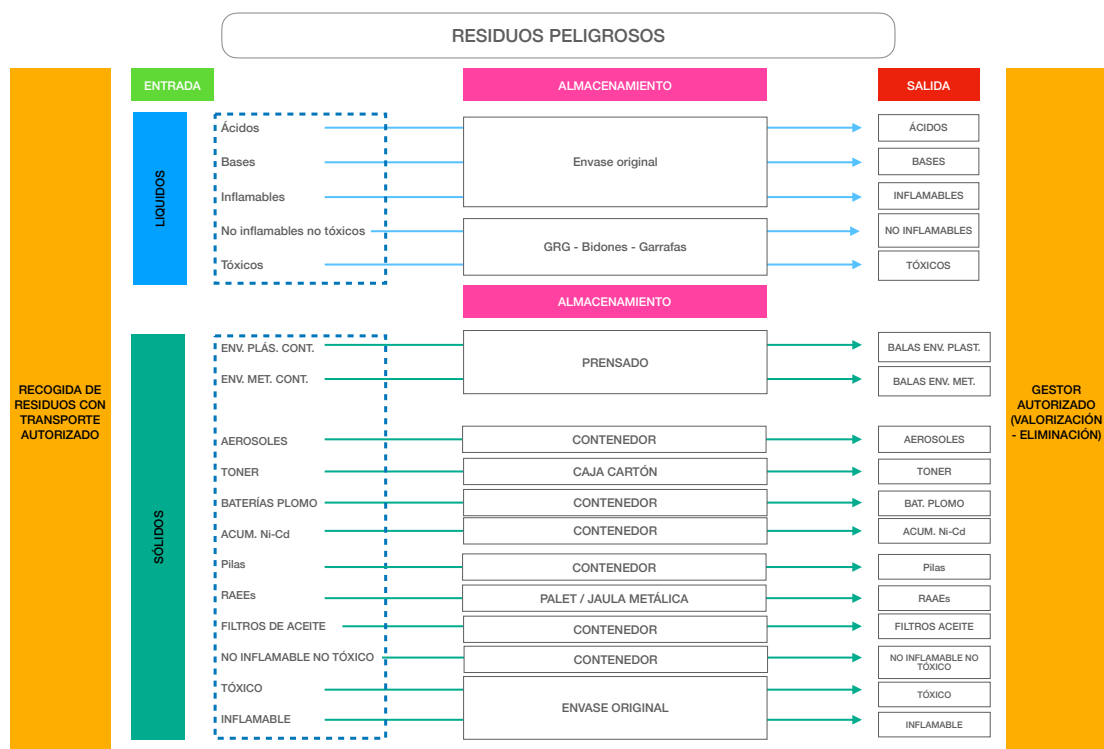 RESIDUOS PELIGROSOS
ENTRADA
ALMACENAMIENTO
SALIDA
RECOGIDA DE
RESIDUOS CON
TRANSPORTE
AUTORIZADO
LIQUIDOS
Ácidos
Bases
Inflamables
No inflamables no tóxicos
Tóxicos
Envase original
GRG - Bidones - Garrafas
ÁCIDOS
BASES
INFLAMABLES
NO INFLAMABLES
TÓXICOS
ALMACENAMIENTO
SÓLIDOS
ENV. PLÁS. CONT.
ENV. MET. CONT.
PRENSADO
BALAS ENV. PLAST.
BALAS ENV. MET.
AEROSOLES
CONTENEDOR
AEROSOLES
TONER
CAJA CARTÓN
TONER
BATERÍAS PLOMO
CONTENEDOR
BAT. PLOMO
ACUM. Ni-Cd
CONTENEDOR
ACUM. Ni-Cd
Pilas
CONTENEDOR
Pilas
RAEEs
PALET / JAULA METÁLICA
RAAEs
FILTROS DE ACEITE
CONTENEDOR
FILTROS ACEITE
NO INFLAMABLE NO TÓXICO
CONTENEDOR
NO INFLAMABLE NO
TÓXICO
TÓXICO
INFLAMABLE
ENVASE ORIGINAL
TÓXICO
INFLAMABLE
GESTOR
AUTORIZADO
(VALORIZACIÓN
- ELIMINACIÓN)